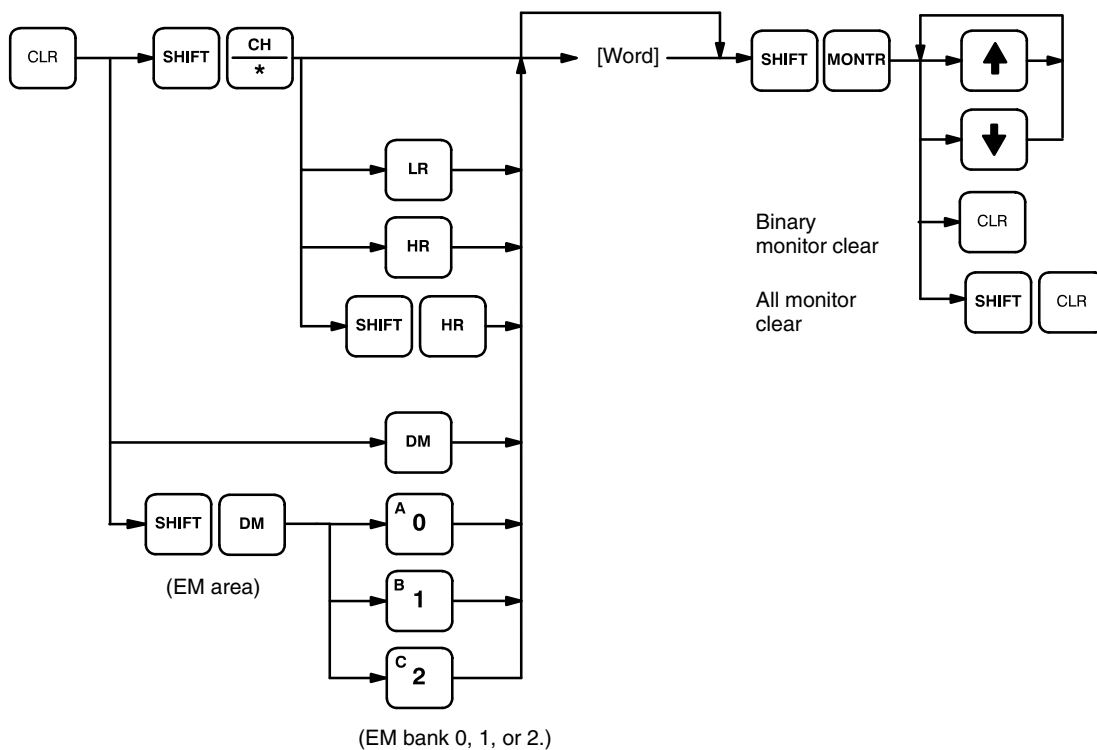 CLR
SHIFT
CH
*
[Word]
SHIFT
MONTR
LR
HR
Binary
monitor clear
CLR
SHIFT
HR
All monitor
clear
SHIFT
CLR
DM
SHIFT
DM
A
0
(EM area)
B
1
C
2
(EM bank 0, 1, or 2.)